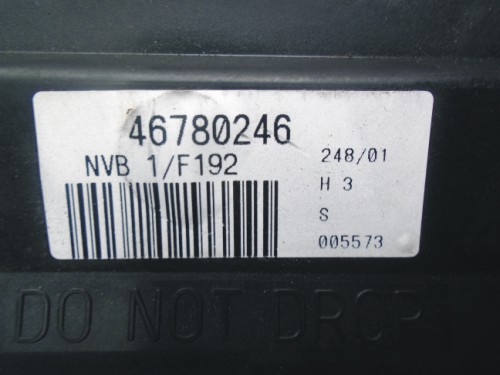 46780246
NVB 1/F192
248/01
H 3
S
005573
DO NOT DROP